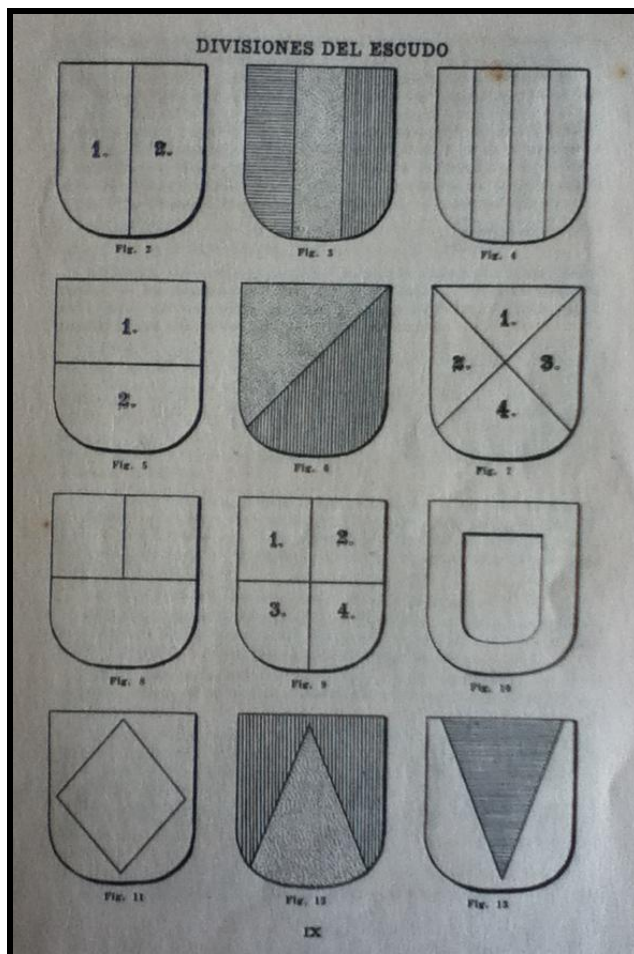 DIVISIONES DEL ESCUDO
1. 2.
Fig. 2 Fig. 3 Fig. 4
1.
2.
1.
2. 3.
4.
Fig. 5 Fig. 6 Fig. 7
1. 2.
3. 4.
Fig. 8 Fig. 9 Fig. 10
Fig. 11 Fig. 12 Fig. 13
IX